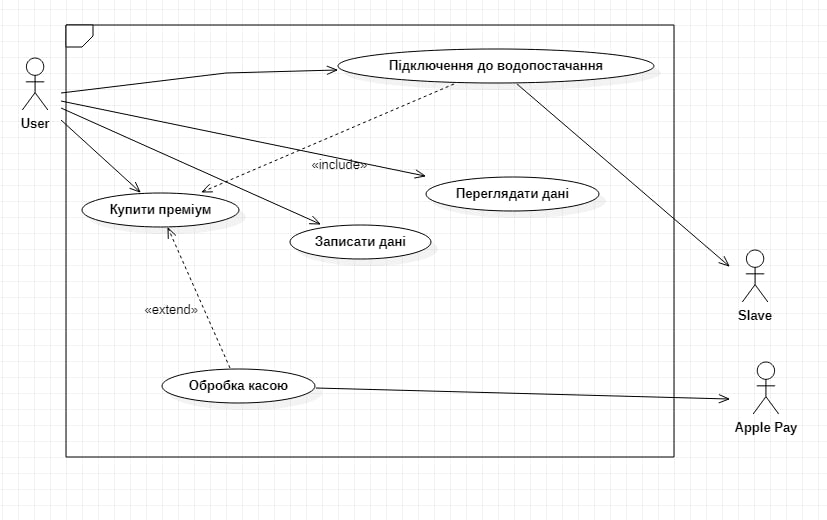 Підключення до водопостачання
User
«include»
Переглядати дані
Купити преміум
Записати дані
«extend»
Slave
Обробка касою
Apple Pay